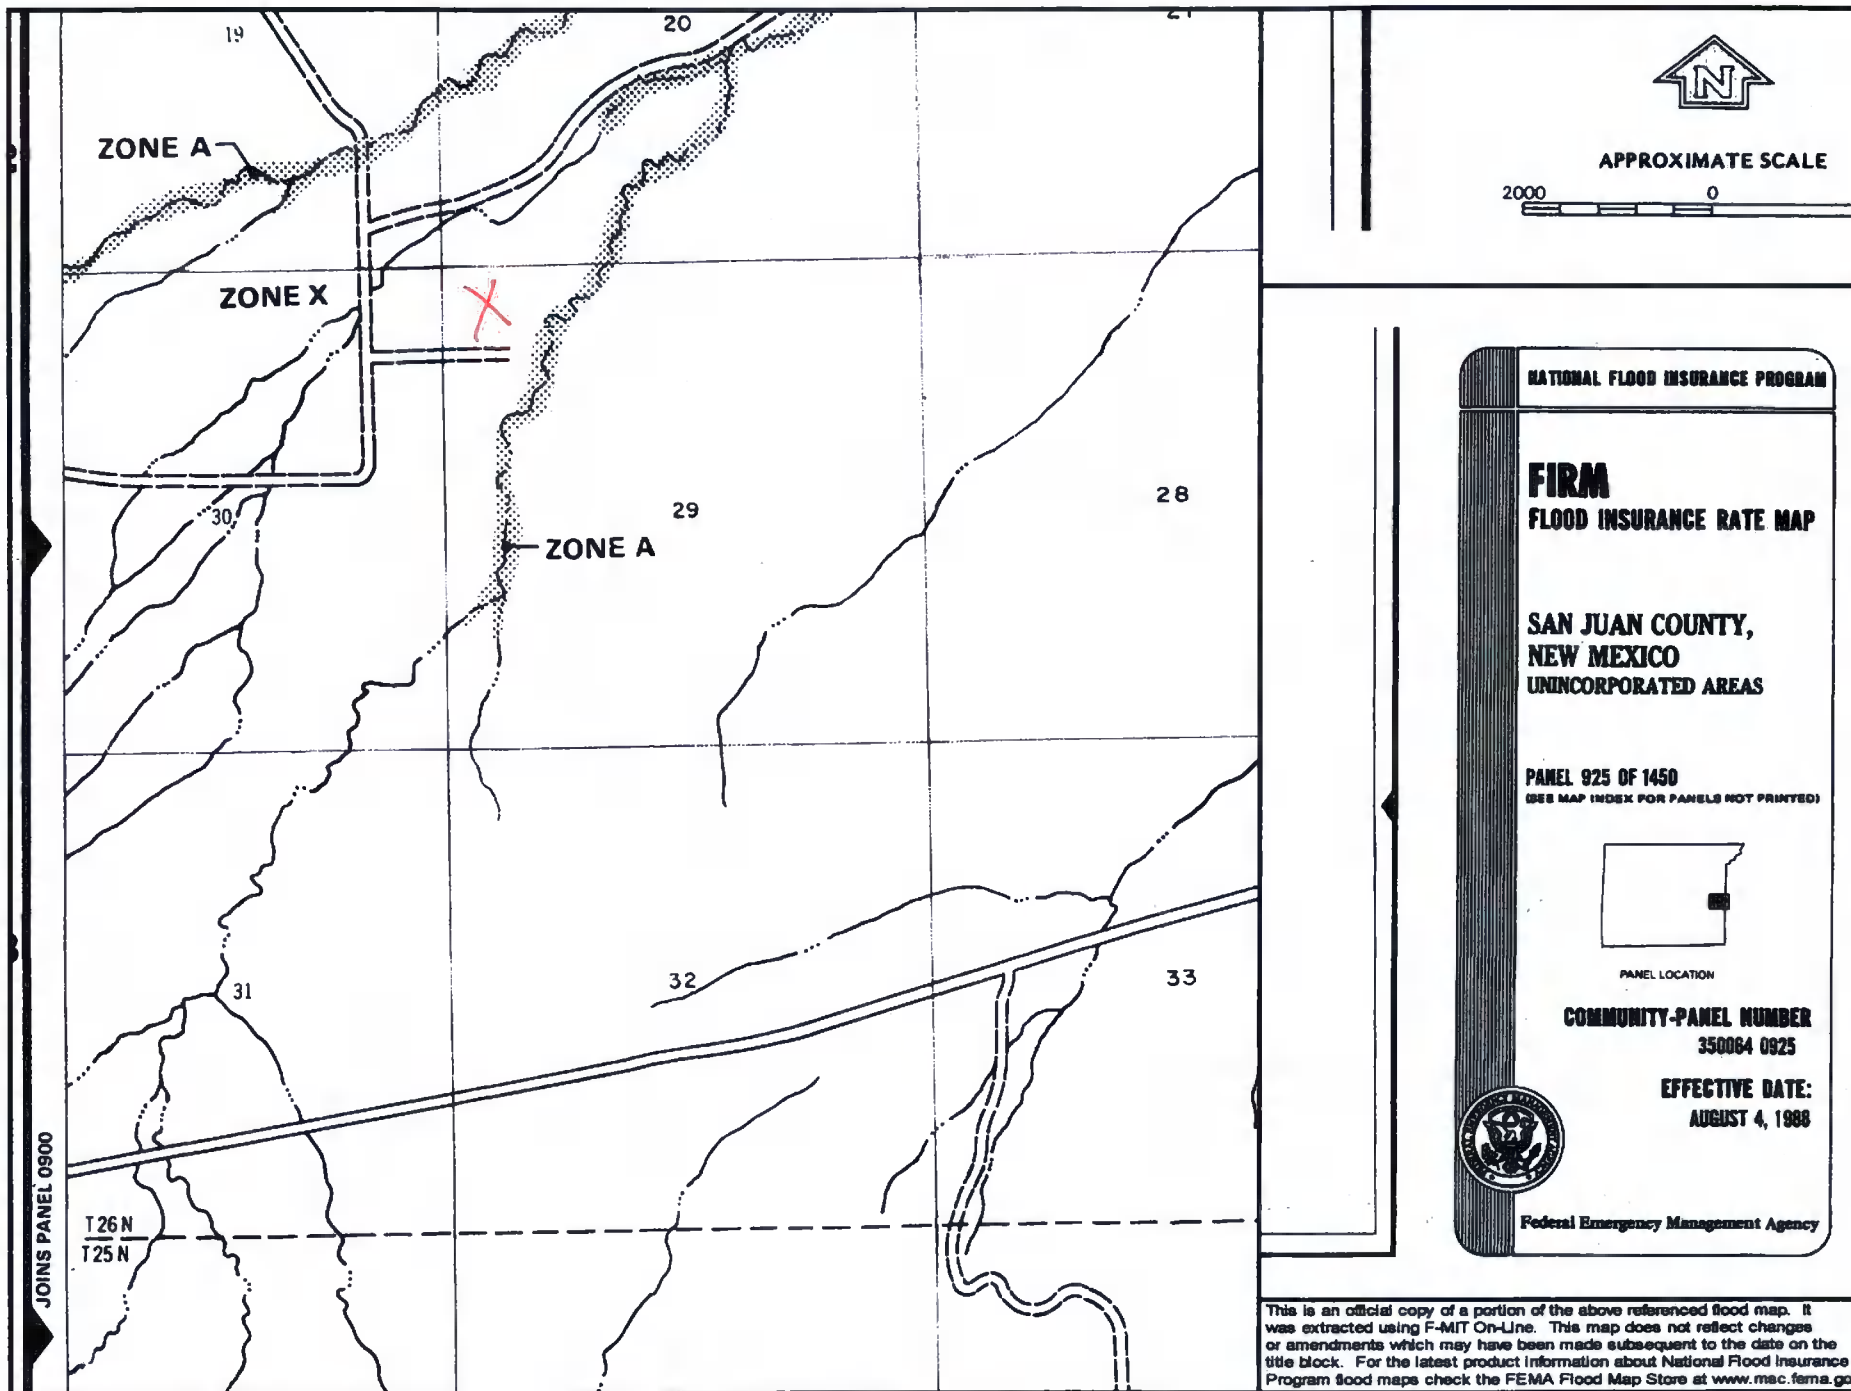 19
20
ZONE A
ZONE X
29
28
30
ZONE A
31
32
33
T26N
T25N
JOINS PANEL 0900
N
APPROXIMATE SCALE
2000 0
NATIONAL FLOOD INSURANCE PROGRAM
FIRM
FLOOD INSURANCE RATE MAP
SAN JUAN COUNTY,
NEW MEXICO
UNINCORPORATED AREAS
PANEL 925 OF 1450
(SEE MAP INDEX FOR PANELS NOT PRINTED)
PANEL LOCATION
COMMUNITY-PANEL NUMBER
350064 0925
EFFECTIVE DATE:
AUGUST 4, 1988
Federal Emergency Management Agency
This is an official copy of a portion of the above referenced flood map. It
was extracted using F-MIT On-Line. This map does not reflect changes
or amendments which may have been made subsequent to the date on the
title block. For the latest product information about National Flood Insurance
Program flood maps check the FEMA Flood Map Store at www.msc.fema.go